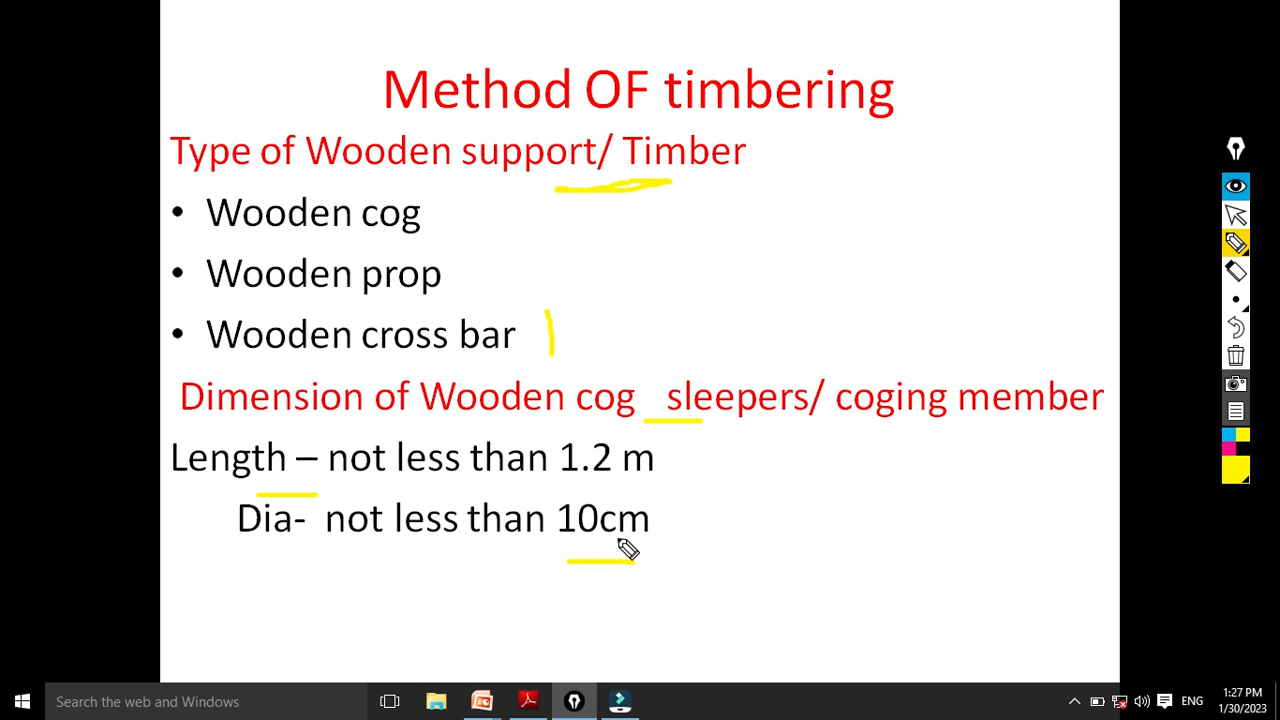 Method OF timbering
Type of Wooden support/ Timber
• Wooden cog
• Wooden prop
• Wooden cross bar
Dimension of Wooden cog sleepers/ coging member
Length – not less than 1.2 m
Dia- not less than 10cm
Search the web and Windows
ENG
1:27 PM
1/30/2023